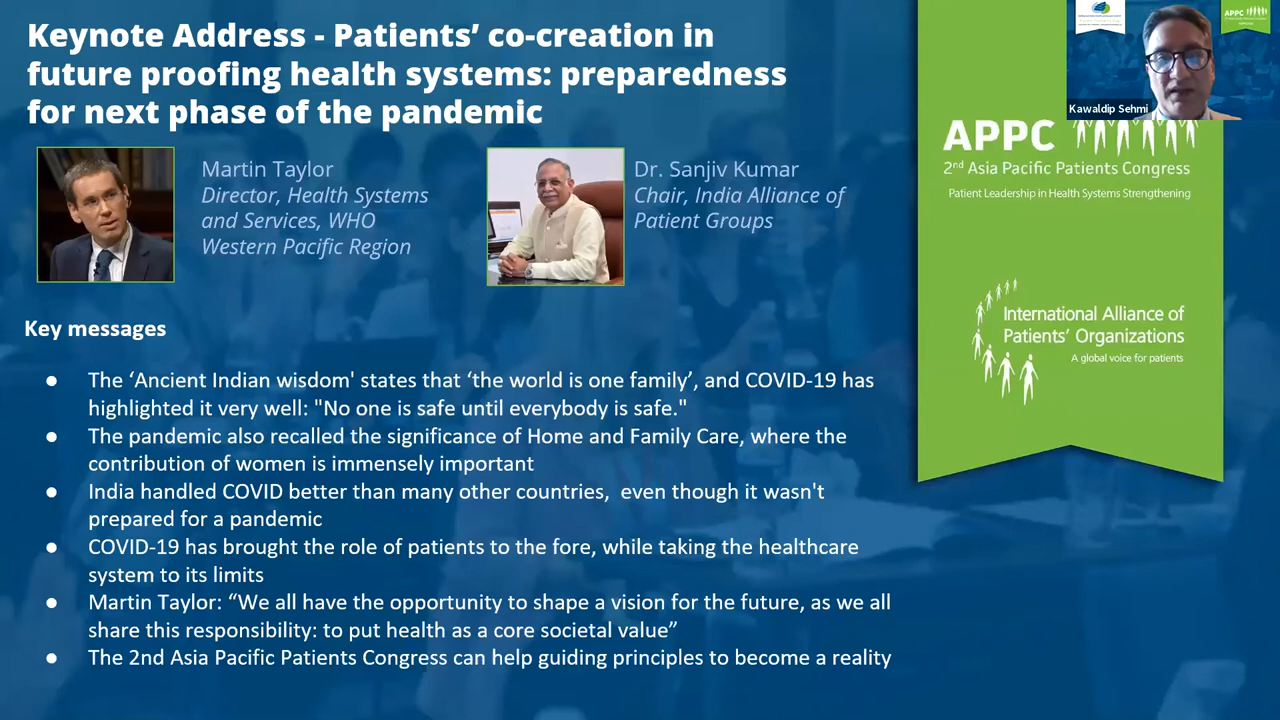 Keynote Address - Patients’ co-creation in
future proofing health systems: preparedness
for next phase of the pandemic
Martin Taylor
Director, Health Systems
and Services, WHO
Western Pacific Region
Dr. Sanjiv Kumar
Chair, India Alliance of
Patient Groups
Key messages
● The ‘Ancient Indian wisdom' states that ‘the world is one family’, and COVID-19 has
highlighted it very well: "No one is safe until everybody is safe."
● The pandemic also recalled the significance of Home and Family Care, where the
contribution of women is immensely important
● India handled COVID better than many other countries, even though it wasn't
prepared for a pandemic
● COVID-19 has brought the role of patients to the fore, while taking the healthcare
system to its limits
● Martin Taylor: “We all have the opportunity to shape a vision for the future, as we all
share this responsibility: to put health as a core societal value”
● The 2nd Asia Pacific Patients Congress can help guiding principles to become a reality
APPC
Kawaldip Sehmi
APPC
2nd Asia Pacific Patients Congress
Patient Leadership in Health Systems Strengthening
International Alliance of
Patients’ Organizations
A global voice for patients